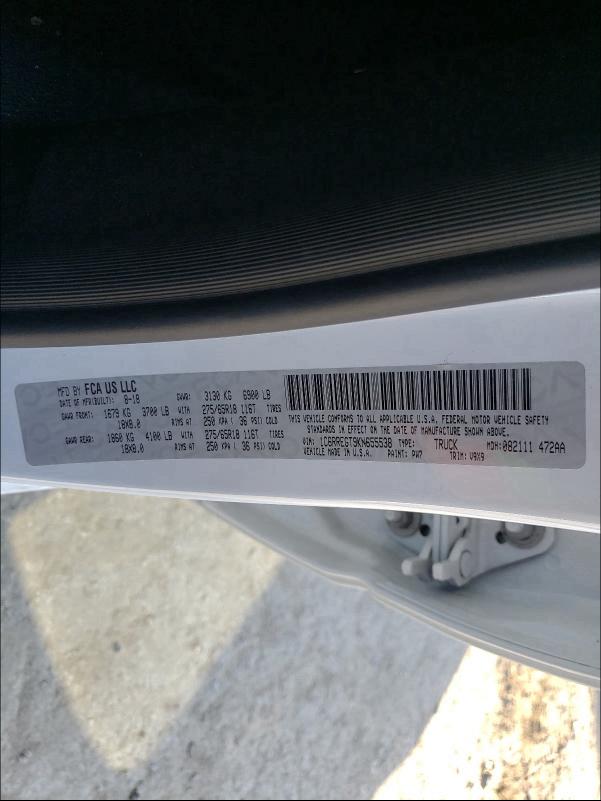 MFD BY FCA US LLC
DATE OF MFR(BUILT): 8-18 GVWR: 3130 KG 6900 LB
GAWR FRONT: 1679 KG 3700 LB WITH 275/65R18 116T TIRES
18X8.0 RIMS AT 250 KPA ( 36 PSI) COLD
GAWR REAR: 1860 KG 4100 LB WITH 275/65R18 116T TIRES
18X8.0 RIMS AT 250 KPA ( 36 PSI) COLD
THIS VEHICLE CONFORMS TO ALL APPLICABLE U.S.A. FEDERAL MOTOR VEHICLE SAFETY
STANDARDS IN EFFECT ON THE DATE OF MANUFACTURE SHOWN ABOVE.
VIN: 1C6RREGT9KN655538 TYPE: TRUCK MDH: 082111 472AA
VEHICLE MADE IN U.S.A. PAINT: PW7 TRIM: V9X9